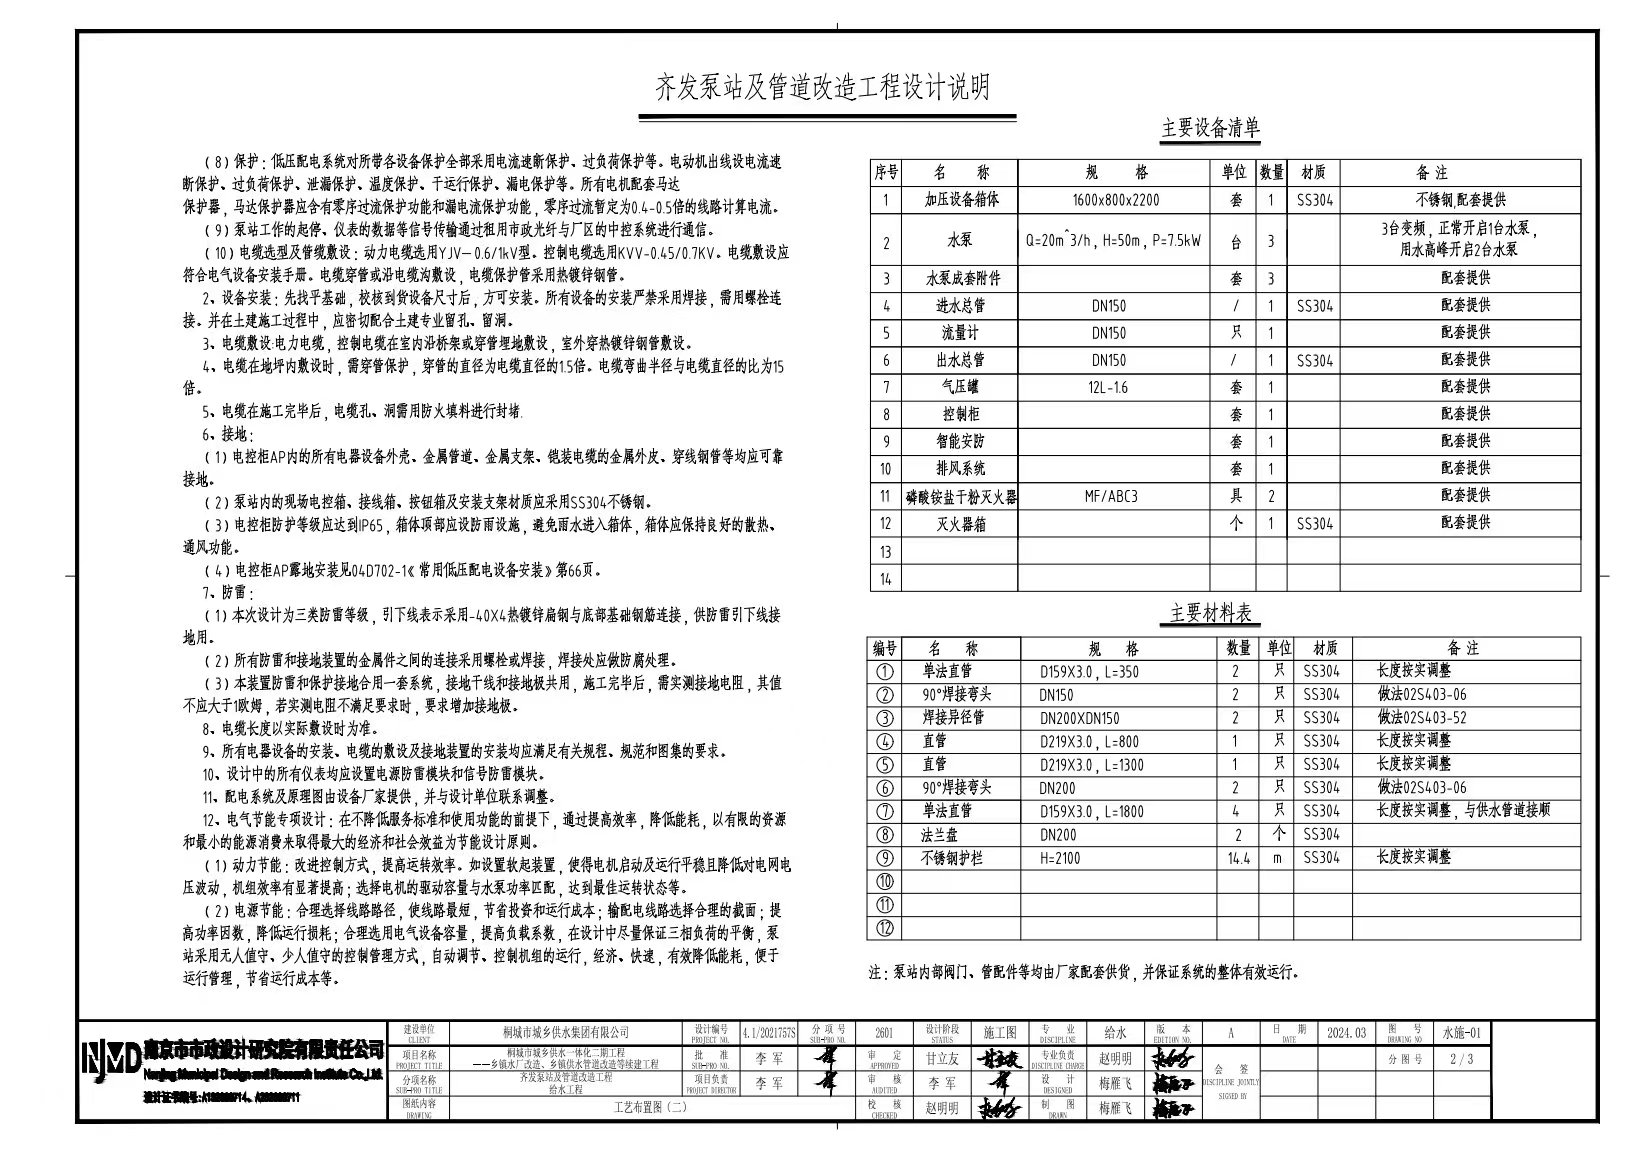 齐发泵站及管道改造工程设计说明
(8)保护：低压配电系统对所带各设备保护全部采用电流速断保护、过负荷保护等。电动机出线设电流速
断保护、过负荷保护、泄漏保护、温度保护、干运行保护、漏电保护等。所有电机配套马达
保护器，马达保护器应含有零序过流保护功能和漏电流保护功能，零序过流暂定为0.4-0.5倍的线路计算电流。
(9)泵站工作的起停、仪表的数据等信号传输通过租用市政光纤与厂区的中控系统进行通信。
(10)电缆选型及管缆敷设：动力电缆选用YJV-0.6/1kV型。控制电缆选用KVV-0.45/0.7KV。电缆敷设应
符合电气设备安装手册。电缆穿管或沿电缆沟敷设，电缆保护管采用热镀锌钢管。
2、设备安装：先找平基础，校核到货设备尺寸后，方可安装。所有设备的安装严禁采用焊接，需用螺栓连
接。并在土建施工过程中，应密切配合土建专业留孔、留洞。
3、电缆敷设:电力电缆，控制电缆在室内沿桥架或穿管埋地敷设，室外穿热镀锌钢管敷设。
4、电缆在地坪内敷设时，需穿管保护，穿管的直径为电缆直径的1.5倍。电缆弯曲半径与电缆直径的比为15
倍。
5、电缆在施工完毕后，电缆孔、洞需用防火填料进行封堵.
6、接地：
(1)电控柜AP内的所有电器设备外壳、金属管道、金属支架、铠装电缆的金属外皮、穿线钢管等均应可靠
接地。
(2)泵站内的现场电控箱、接线箱、按钮箱及安装支架材质应采用SS304不锈钢。
(3)电控柜防护等级应达到IP65，箱体顶部应设防雨设施，避免雨水进入箱体，箱体应保持良好的散热、
通风功能。
(4)电控柜AP露地安装见04D702-1《常用低压配电设备安装》第66页。
7、防雷：
(1)本次设计为三类防雷等级，引下线表示采用-40X4热镀锌扁钢与底部基础钢筋连接，供防雷引下线接
地用。
(2)所有防雷和接地装置的金属件之间的连接采用螺栓或焊接，焊接处应做防腐处理。
(3)本装置防雷和保护接地合用一套系统，接地干线和接地极共用，施工完毕后，需实测接地电阻，其值
不应大于1欧姆，若实测电阻不满足要求时，要求增加接地极。
8、电缆长度以实际敷设时为准。
9、所有电器设备的安装、电缆的敷设及接地装置的安装均应满足有关规程、规范和图集的要求。
10、设计中的所有仪表均应设置电源防雷模块和信号防雷模块。
11、配电系统及原理图由设备厂家提供，并与设计单位联系调整。
12、电气节能专项设计：在不降低服务标准和使用功能的前提下，通过提高效率，降低能耗，以有限的资源
和最小的能源消费来取得最大的经济和社会效益为节能设计原则。
(1)动力节能：改进控制方式，提高运转效率。如设置软起装置，使得电机启动及运行平稳且降低对电网电
压波动，机组效率有显著提高；选择电机的驱动容量与水泵功率匹配，达到最佳运转状态等。
(2)电源节能：合理选择线路路径，使线路最短，节省投资和运行成本；输配电线路选择合理的截面；提
高功率因数，降低运行损耗；合理选用电气设备容量，提高负载系数，在设计中尽量保证三相负荷的平衡，泵
站采用无人值守、少人值守的控制管理方式，自动调节、控制机组的运行，经济、快速，有效降低能耗，便于
运行管理，节省运行成本等。
主要设备清单
序号 名称 规格 单位 数量 材质 备注
1 加压设备箱体 1600x800x2200 套 1 SS304 不锈钢,配套提供
2 水泵 Q=20m^3/h，H=50m，P=7.5kW 台 3 3台变频，正常开启1台水泵，
用水高峰开启2台水泵
3 水泵成套附件 套 3 配套提供
4 进水总管 DN150 / 1 SS304 配套提供
5 流量计 DN150 只 1 配套提供
6 出水总管 DN150 / 1 SS304 配套提供
7 气压罐 12L-1.6 套 1 配套提供
8 控制柜 套 1 配套提供
9 智能安防 套 1 配套提供
10 排风系统 套 1 配套提供
11 磷酸铵盐干粉灭火器 MF/ABC3 具 2 配套提供
12 灭火器箱 个 1 SS304 配套提供
13
14
主要材料表
编号 名称 规格 数量 单位 材质 备注
① 单法直管 D159X3.0，L=350 2 只 SS304 长度按实调整
② 90°焊接弯头 DN150 2 只 SS304 做法02S403-06
③ 焊接异径管 DN200XDN150 2 只 SS304 做法02S403-52
④ 直管 D219X3.0，L=800 1 只 SS304 长度按实调整
⑤ 直管 D219X3.0，L=1300 1 只 SS304 长度按实调整
⑥ 90°焊接弯头 DN200 2 只 SS304 做法02S403-06
⑦ 单法直管 D159X3.0，L=1800 4 只 SS304 长度按实调整，与供水管道接顺
⑧ 法兰盘 DN200 2 个 SS304
⑨ 不锈钢护栏 H=2100 14.4 m SS304 长度按实调整
⑩
⑪
⑫
注：泵站内部阀门、管配件等均由厂家配套供货，并保证系统的整体有效运行。
NJMD 南京市市政设计研究院有限责任公司
Nanjing Municipal Design and Research Institute Co.,Ltd.
建设单位 CLIENT 桐城市城乡供水集团有限公司 设计编号 PROJECT NO. 4.1/2021757S 分项号 SUB-PRO NO. 2601 设计阶段 STATUS 施工图 专业 DISCIPLINE 给水 版本 EDITION NO. A 日期 DATE 2024.03 图号 DRAWING NO 水施-01
项目名称 PROJECT TITLE 桐城市城乡供水一体化二期工程
——乡镇水厂改造、乡镇供水管道改造等续建工程 批准 SUB-PRO NO. 李军 审定 APPROVED 甘立友 专业负责 DISCIPLINE CHARGE 赵明明 会签 DISCIPLINE JOINTLY SIGNED BY 分图号 2/3
分项名称 SUB-PRO TITLE 齐发泵站及管道改造工程
给水工程 项目负责 PROJECT DIRECTOR 李军 审核 AUDITED 李军 设计 DESIGNED 梅雁飞
图纸内容 DRAWING 工艺布置图（二） 校核 CHECKED 赵明明 制图 DRAWN 梅雁飞